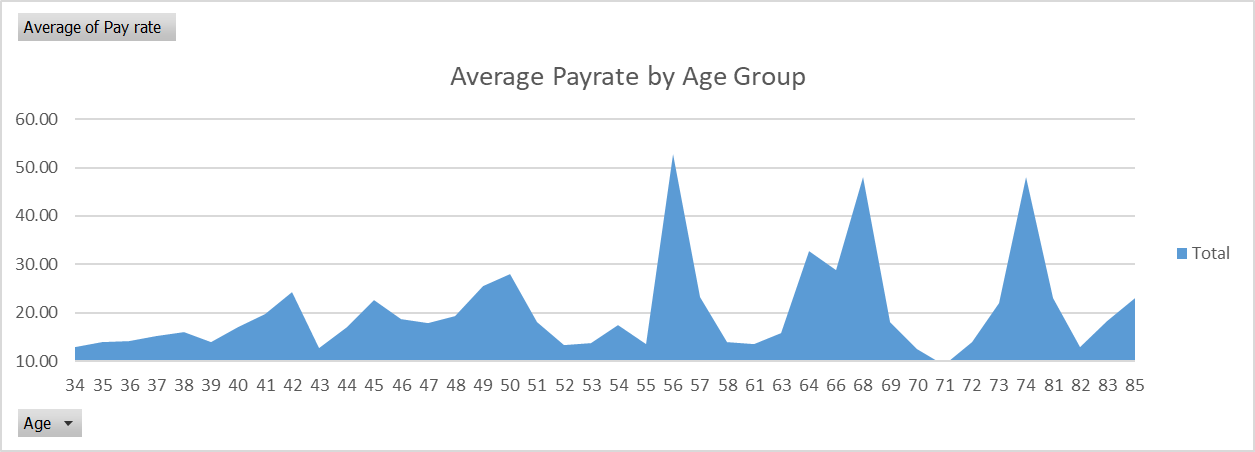 Average of Pay rate
Average Payrate by Age Group
60.00
50.00
40.00
30.00
20.00
10.00
34 35 36 37 38 39 40 41 42 43 44 45 46 47 48 49 50 51 52 53 54 55 56 57 58 61 63 64 66 68 69 70 71 72 73 74 81 82 83 85
Total
Age